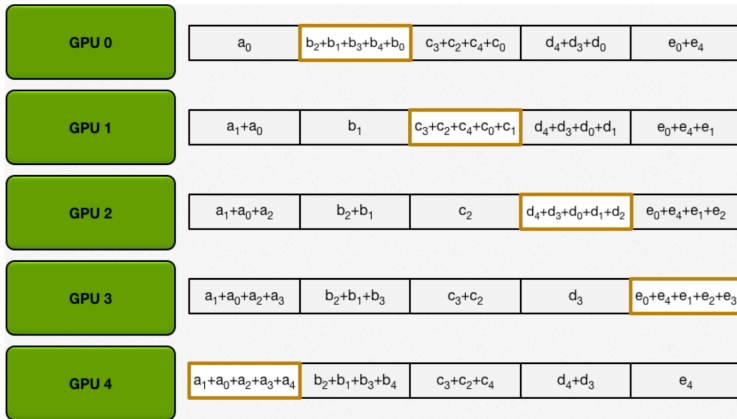 GPU 0 a₀ b₂+b₁+b₃+b₄+b₀ c₃+c₂+c₄+c₀ d₄+d₃+d₀ e₀+e₄
GPU 1 a₁+a₀ b₁ c₃+c₂+c₄+c₀+c₁ d₄+d₃+d₀+d₁ e₀+e₄+e₁
GPU 2 a₁+a₀+a₂ b₂+b₁ c₂ d₄+d₃+d₀+d₁+d₂ e₀+e₄+e₁+e₂
GPU 3 a₁+a₀+a₂+a₃ b₂+b₁+b₃ c₃+c₂ d₃ e₀+e₄+e₁+e₂+e₃
GPU 4 a₁+a₀+a₂+a₃+a₄ b₂+b₁+b₃+b₄ c₃+c₂+c₄ d₄+d₃ e₄